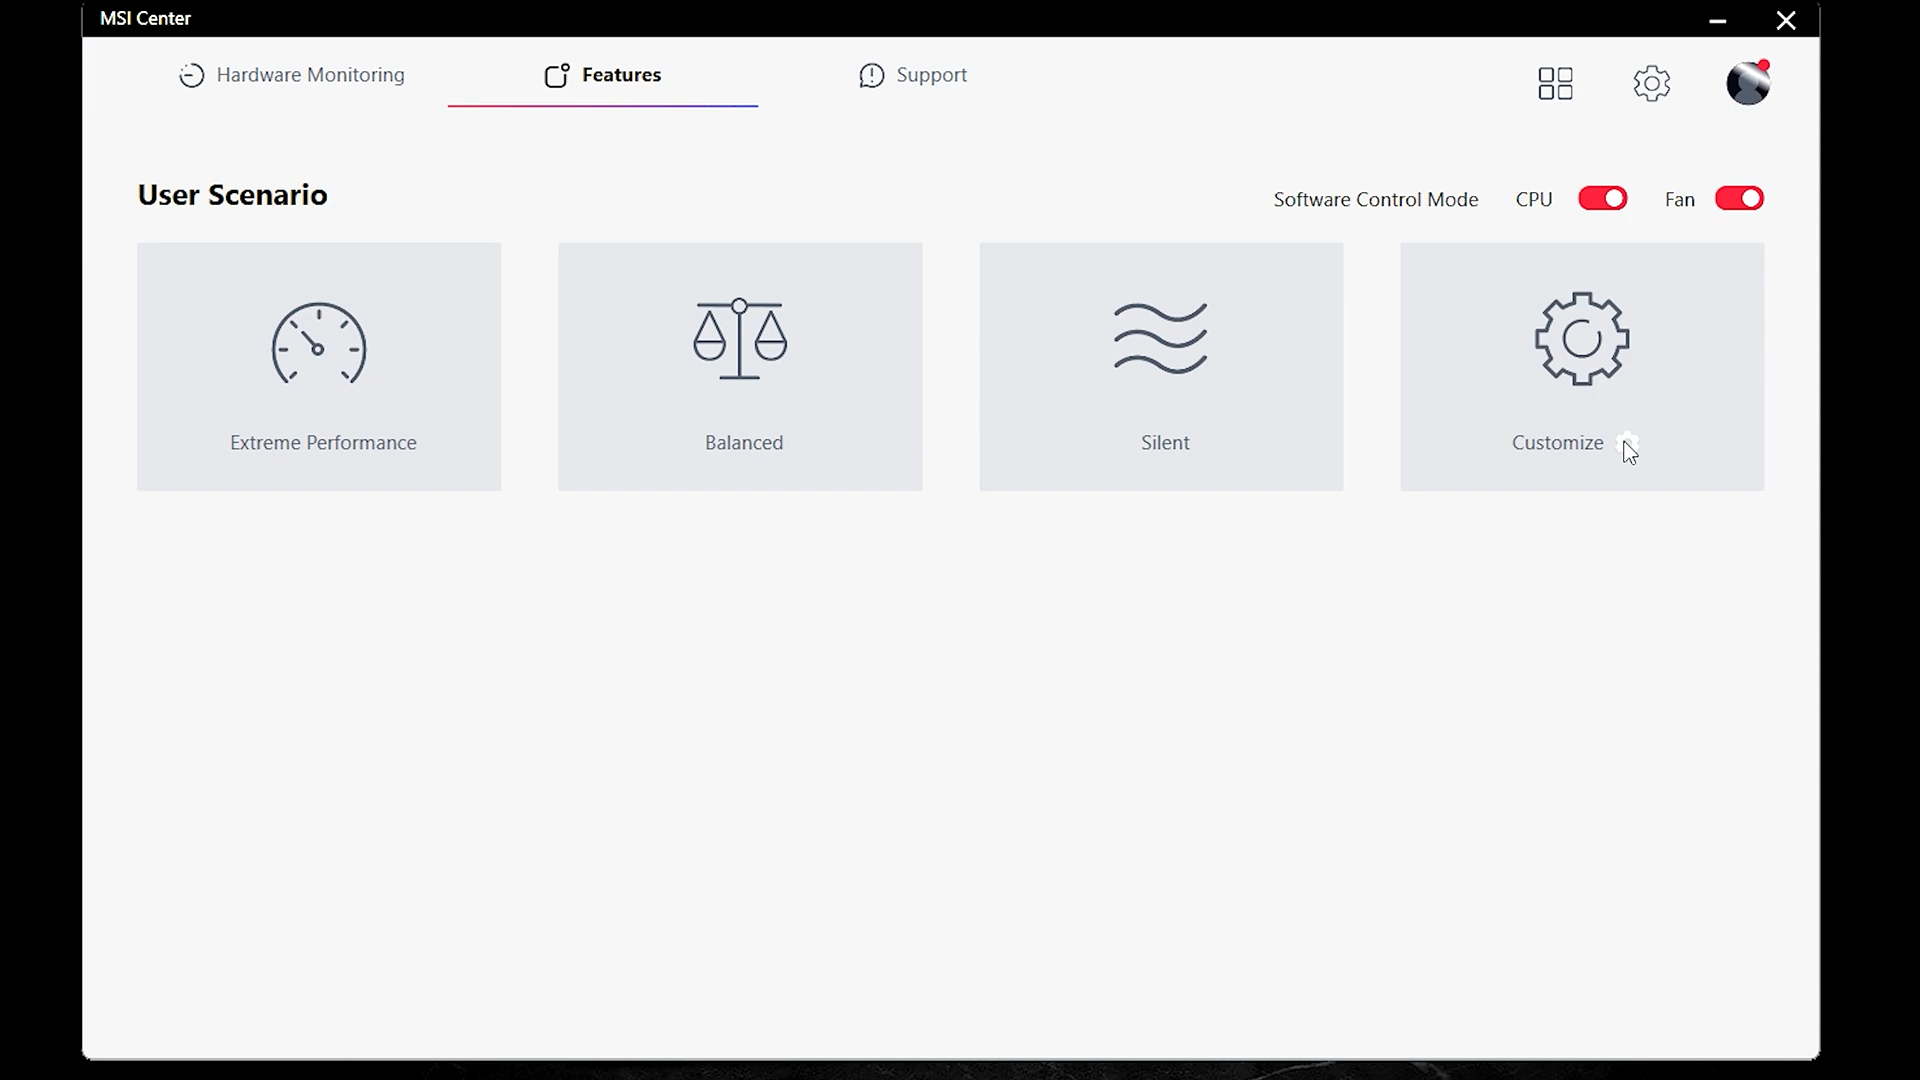 MSI Center
Hardware Monitoring
Features
Support
User Scenario
Software Control Mode CPU Fan
Extreme Performance
Balanced
Silent
Customize